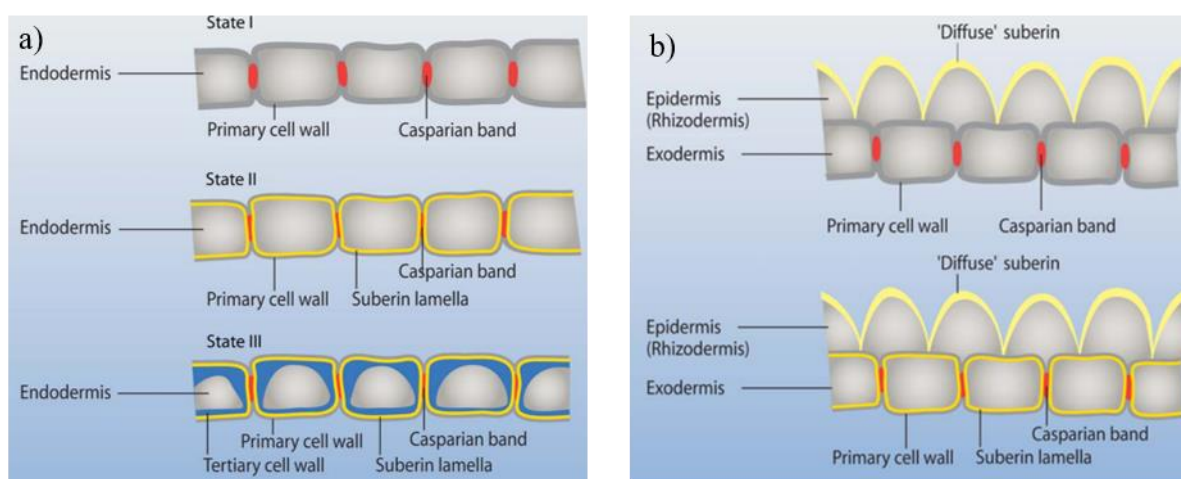 a)
State I
Endodermis
Primary cell wall
Casparian band
State II
Endodermis
Casparian band
Primary cell wall
Suberin lamella
State III
Endodermis
Casparian band
Primary cell wall
Tertiary cell wall
Suberin lamella
b)
'Diffuse' suberin
Epidermis
(Rhizodermis)
Exodermis
Primary cell wall
Casparian band
'Diffuse' suberin
Epidermis
(Rhizodermis)
Exodermis
Casparian band
Primary cell wall
Suberin lamella